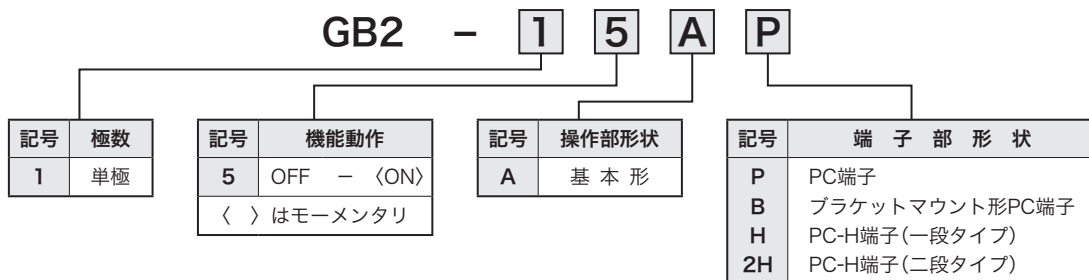 GB2 － 1 5 A P
記号 極数
1 単極
記号 機能動作
5 OFF － 〈ON〉
〈 〉はモーメンタリ
記号 操作部形状
A 基 本 形
記号 端 子 部 形 状
P PC端子
B ブラケットマウント形PC端子
H PC-H端子(一段タイプ)
2H PC-H端子(二段タイプ)